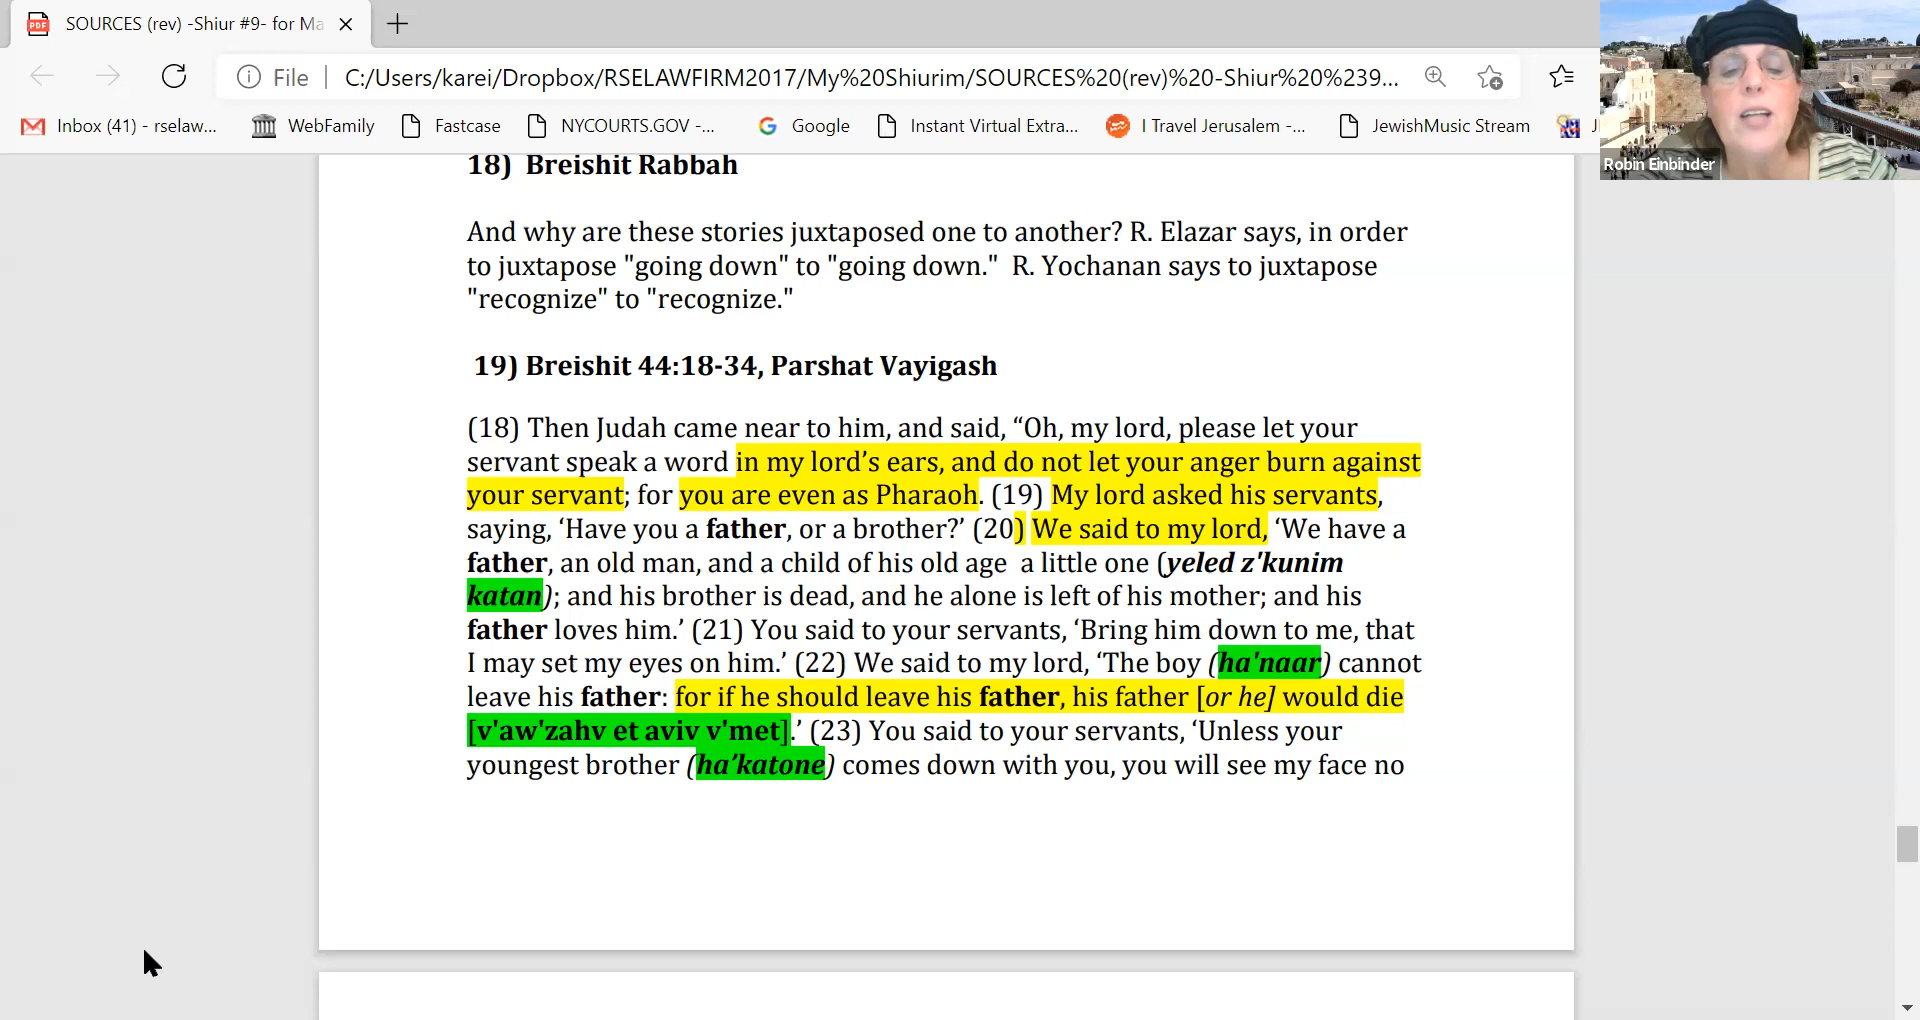 SOURCES (rev) -Shiur #9- for Ma
File
C:/Users/karei/Dropbox/RSELAWFIRM2017/My%20Shiurim/SOURCES%20(rev)%20-Shiur%20%239...
Inbox (41) - rselaw...
WebFamily
Fastcase
NYCOURTS.GOV -...
Google
Instant Virtual Extra...
I Travel Jerusalem -...
JewishMusic Stream
Robin Einbinder
18) Breishit Rabbah
And why are these stories juxtaposed one to another? R. Elazar says, in order
to juxtapose "going down" to "going down." R. Yochanan says to juxtapose
"recognize" to "recognize."
19) Breishit 44:18-34, Parshat Vayigash
(18) Then Judah came near to him, and said, “Oh, my lord, please let your
servant speak a word in my lord’s ears, and do not let your anger burn against
your servant; for you are even as Pharaoh. (19) My lord asked his servants,
saying, ‘Have you a father, or a brother?’ (20) We said to my lord, ‘We have a
father, an old man, and a child of his old age a little one (yeled z'kunim
katan); and his brother is dead, and he alone is left of his mother; and his
father loves him.’ (21) You said to your servants, ‘Bring him down to me, that
I may set my eyes on him.’ (22) We said to my lord, ‘The boy (ha'naar) cannot
leave his father: for if he should leave his father, his father [or he] would die
[v'aw'zahv et aviv v'met].’ (23) You said to your servants, ‘Unless your
youngest brother (ha’katone) comes down with you, you will see my face no